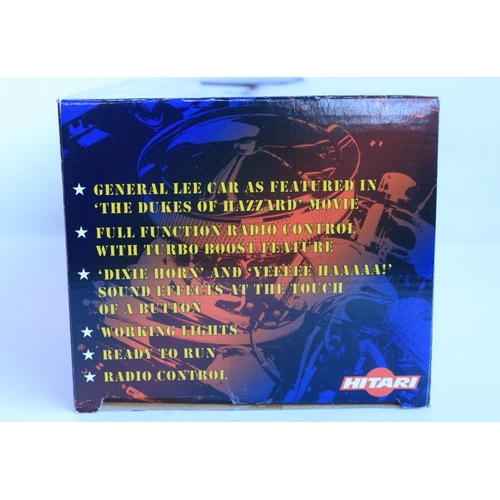 GENERAL LEE CAR AS FEATURED IN
'THE DUKES OF HAZZARD' MOVIE
FULL FUNCTION RADIO CONTROL
WITH TURBO BOOST FEATURE
'DIXIE HORN' AND 'YEEEEE HAAAAA!'
SOUND EFFECTS AT THE TOUCH
OF A BUTTON
WORKING LIGHTS
READY TO RUN
RADIO CONTROL
HITARI